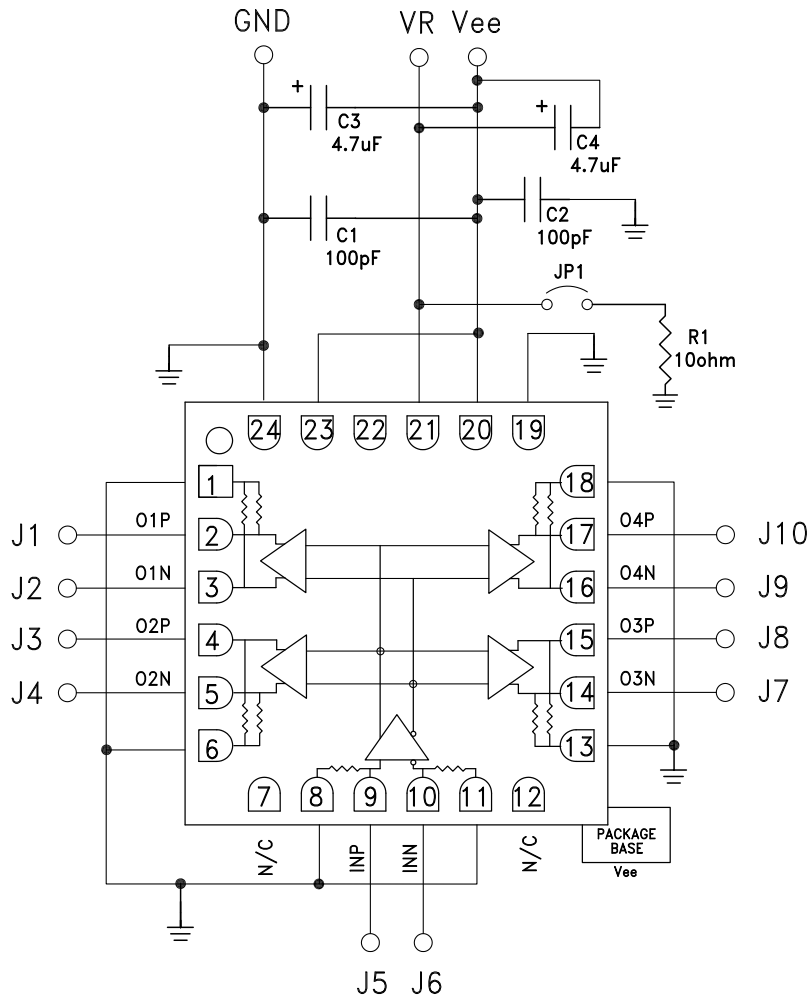 GND VR Vee
+ C3 4.7uF
+ C4 4.7uF
C1 100pF
C2 100pF
JP1
R1 10ohm
24 23 22 21 20 19
1 18
J1 O1P 2 17 O4P J10
J2 O1N 3 16 O4N J9
J3 O2P 4 15 O3P J8
J4 O2N 5 14 O3N J7
6 13
7 8 9 10 11 12
N/C INP INN N/C
PACKAGE
BASE
Vee
J5 J6